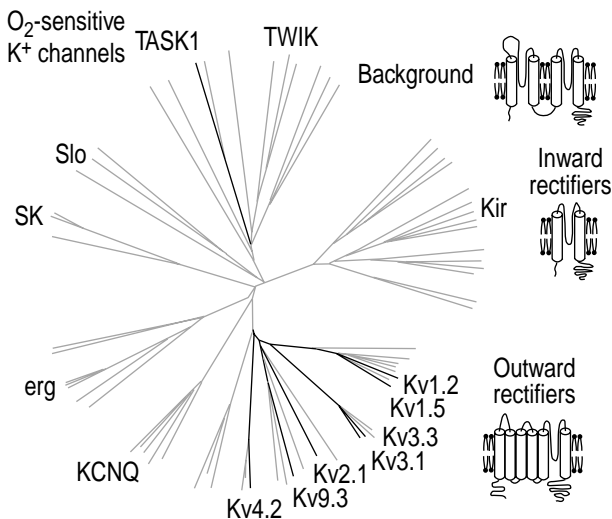 O₂-sensitive
K⁺ channels
TASK1
TWIK
Background
Slo
Inward
rectifiers
SK
Kir
Outward
rectifiers
erg
Kv1.2
Kv1.5
Kv3.3
Kv3.1
KCNQ
Kv2.1
Kv9.3
Kv4.2